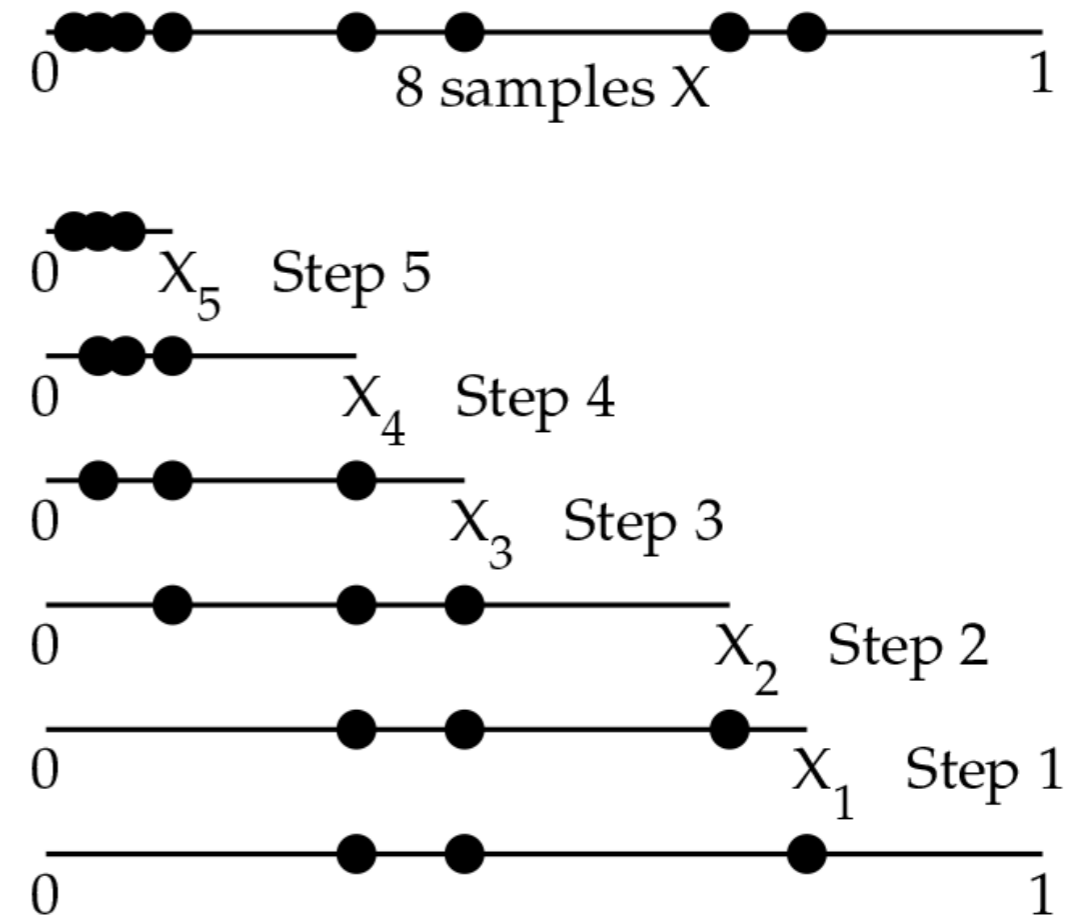 0 8 samples X 1
0 X₅ Step 5
0 X₄ Step 4
0 X₃ Step 3
0 X₂ Step 2
0 X₁ Step 1
0 1